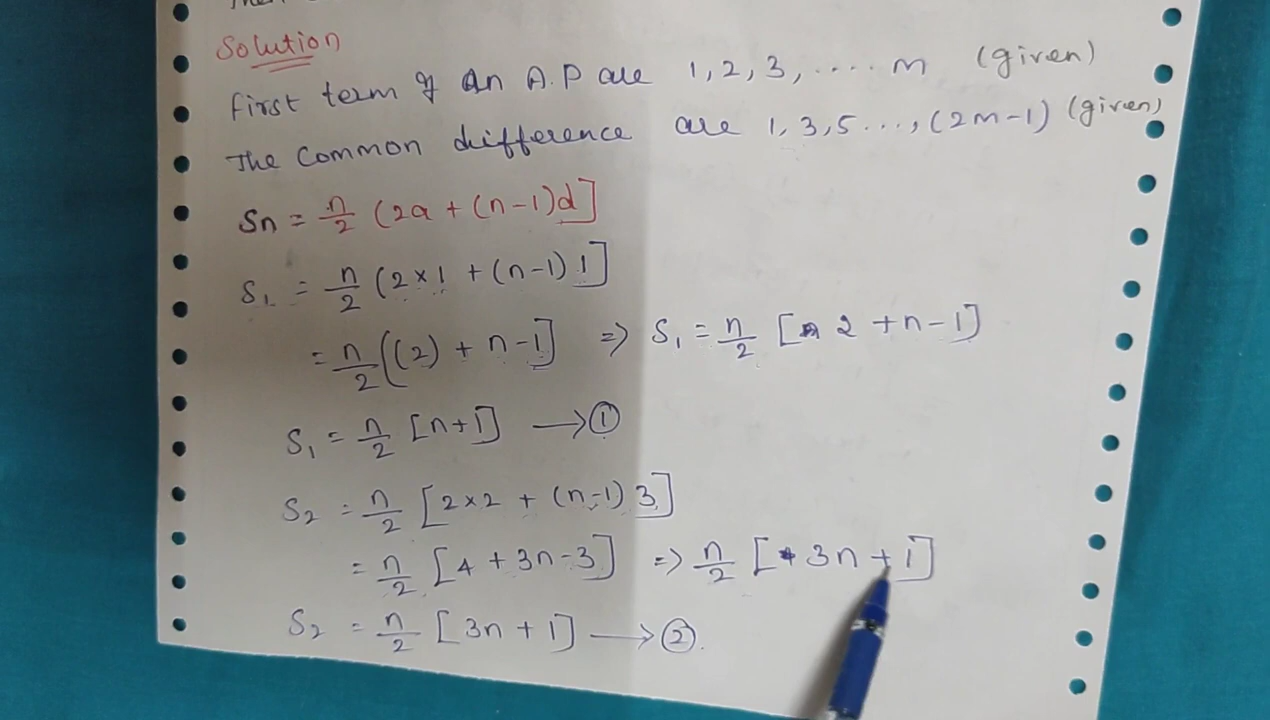 Solution
first term of an A.P are 1, 2, 3, .... m (given)
The Common difference are 1, 3, 5 ..., (2m-1) (given)
Sn = n/2 (2a + (n-1)d]
S₁ = n/2 (2×1 + (n-1) 1]
= n/2 ((2) + n-1] => S₁ = n/2 [ 2 + n - 1]
S₁ = n/2 [n+1] → ①
S₂ = n/2 [2×2 + (n-1) 3]
= n/2 [4 + 3n-3] => n/2 [ 3n + 1]
S₂ = n/2 [3n + 1] → ②.